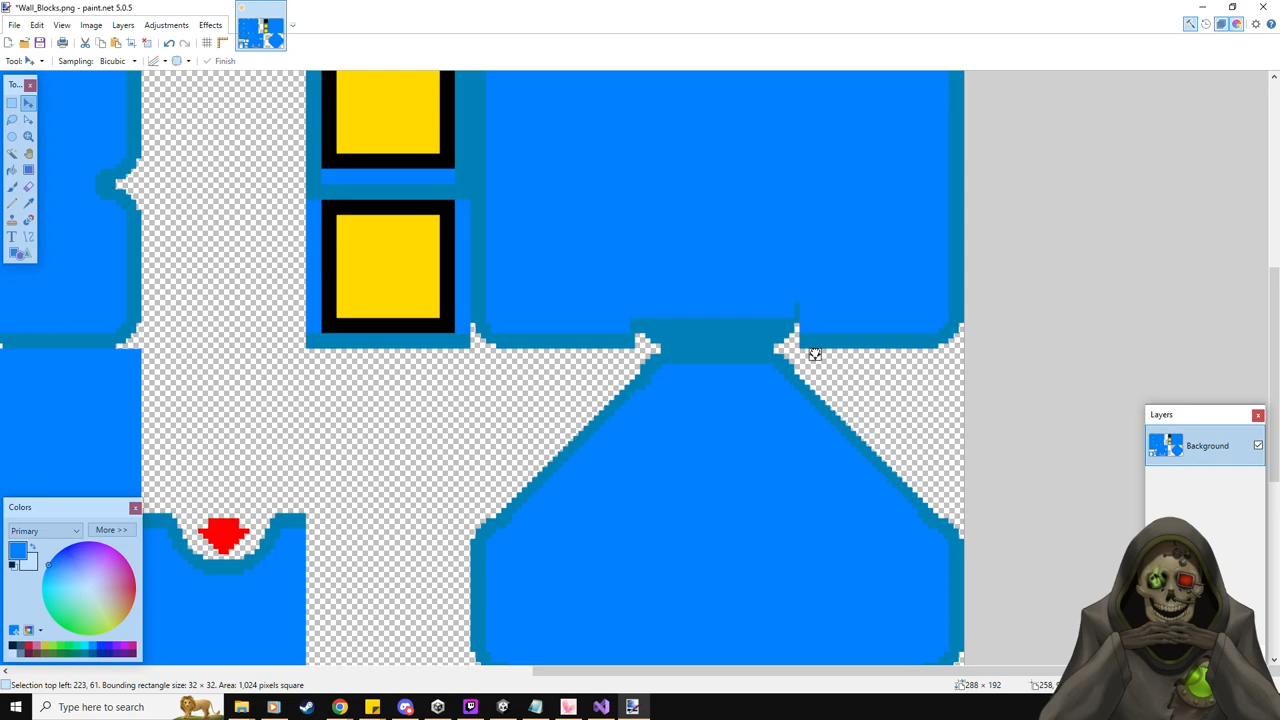 *Wall_Blocks.png - paint.net 5.0.5
File Edit View Image Layers Adjustments Effects
Tool: Sampling: Bicubic Finish
To...
T
Layers
Background
Colors
Primary More >>
Selection top left: 223, 61. Bounding rectangle size: 32 × 32. Area: 1,024 pixels square
288 × 192
258,
Type here to search